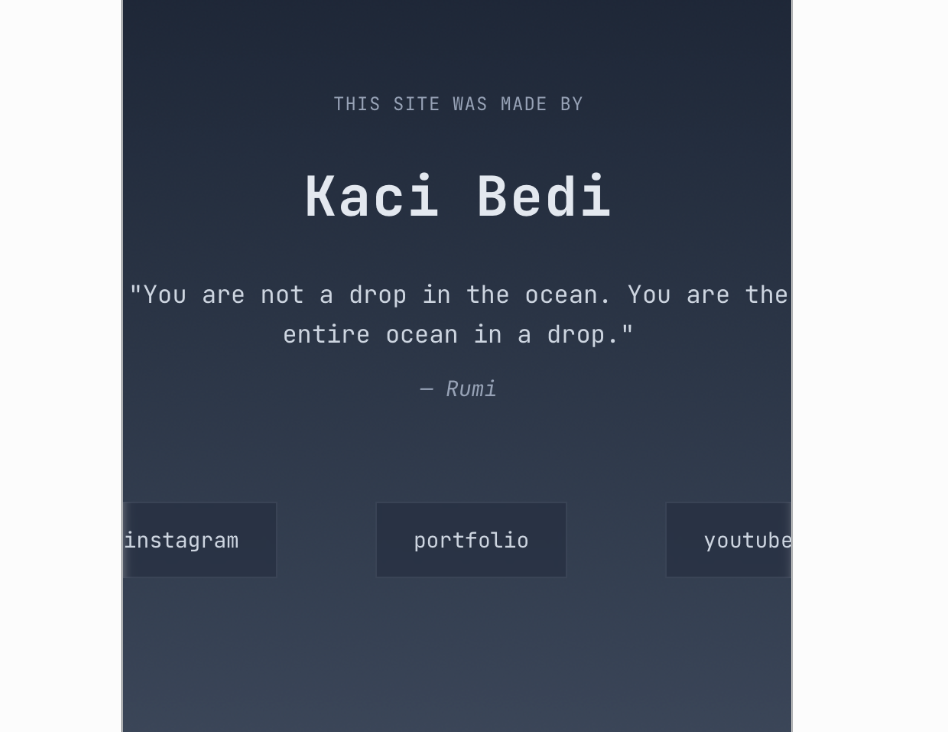 THIS SITE WAS MADE BY
Kaci Bedi
"You are not a drop in the ocean. You are the
entire ocean in a drop."
— Rumi
instagram
portfolio
youtube